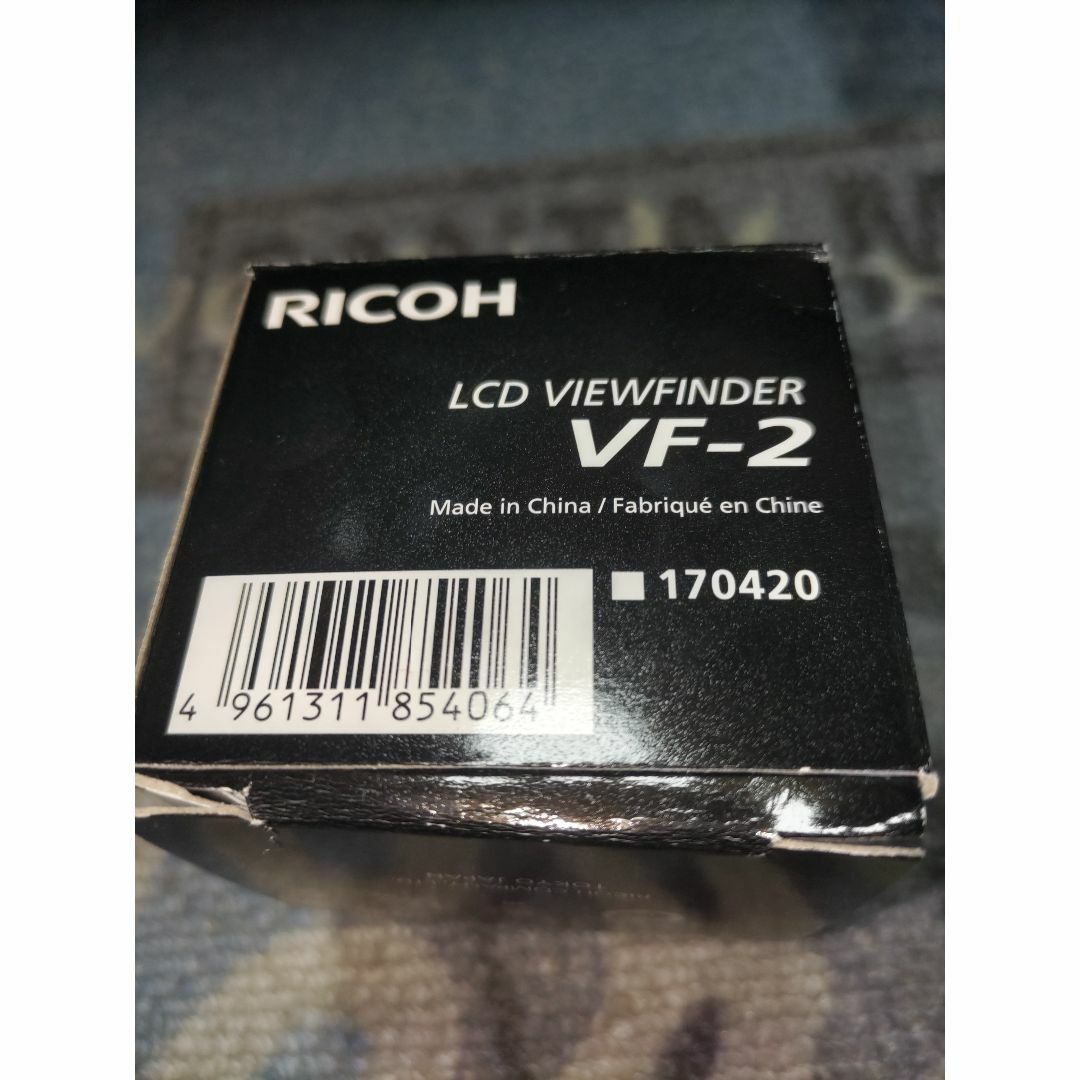 RICOH
LCD VIEWFINDER
VF-2
Made in China / Fabriqué en Chine
170420
4 961311 854064